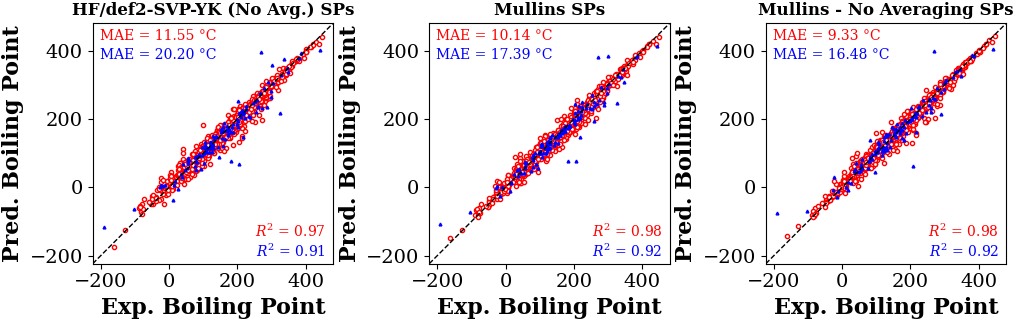 HF/def2-SVP-YK (No Avg.) SPs
MAE = 11.55 °C
MAE = 20.20 °C
R² = 0.97
R² = 0.91
400
200
0
−200
−200 0 200 400
Pred. Boiling Point
Exp. Boiling Point
Mullins SPs
MAE = 10.14 °C
MAE = 17.39 °C
R² = 0.98
R² = 0.92
400
200
0
−200
−200 0 200 400
Pred. Boiling Point
Exp. Boiling Point
Mullins - No Averaging SPs
MAE = 9.33 °C
MAE = 16.48 °C
R² = 0.98
R² = 0.92
400
200
0
−200
−200 0 200 400
Pred. Boiling Point
Exp. Boiling Point